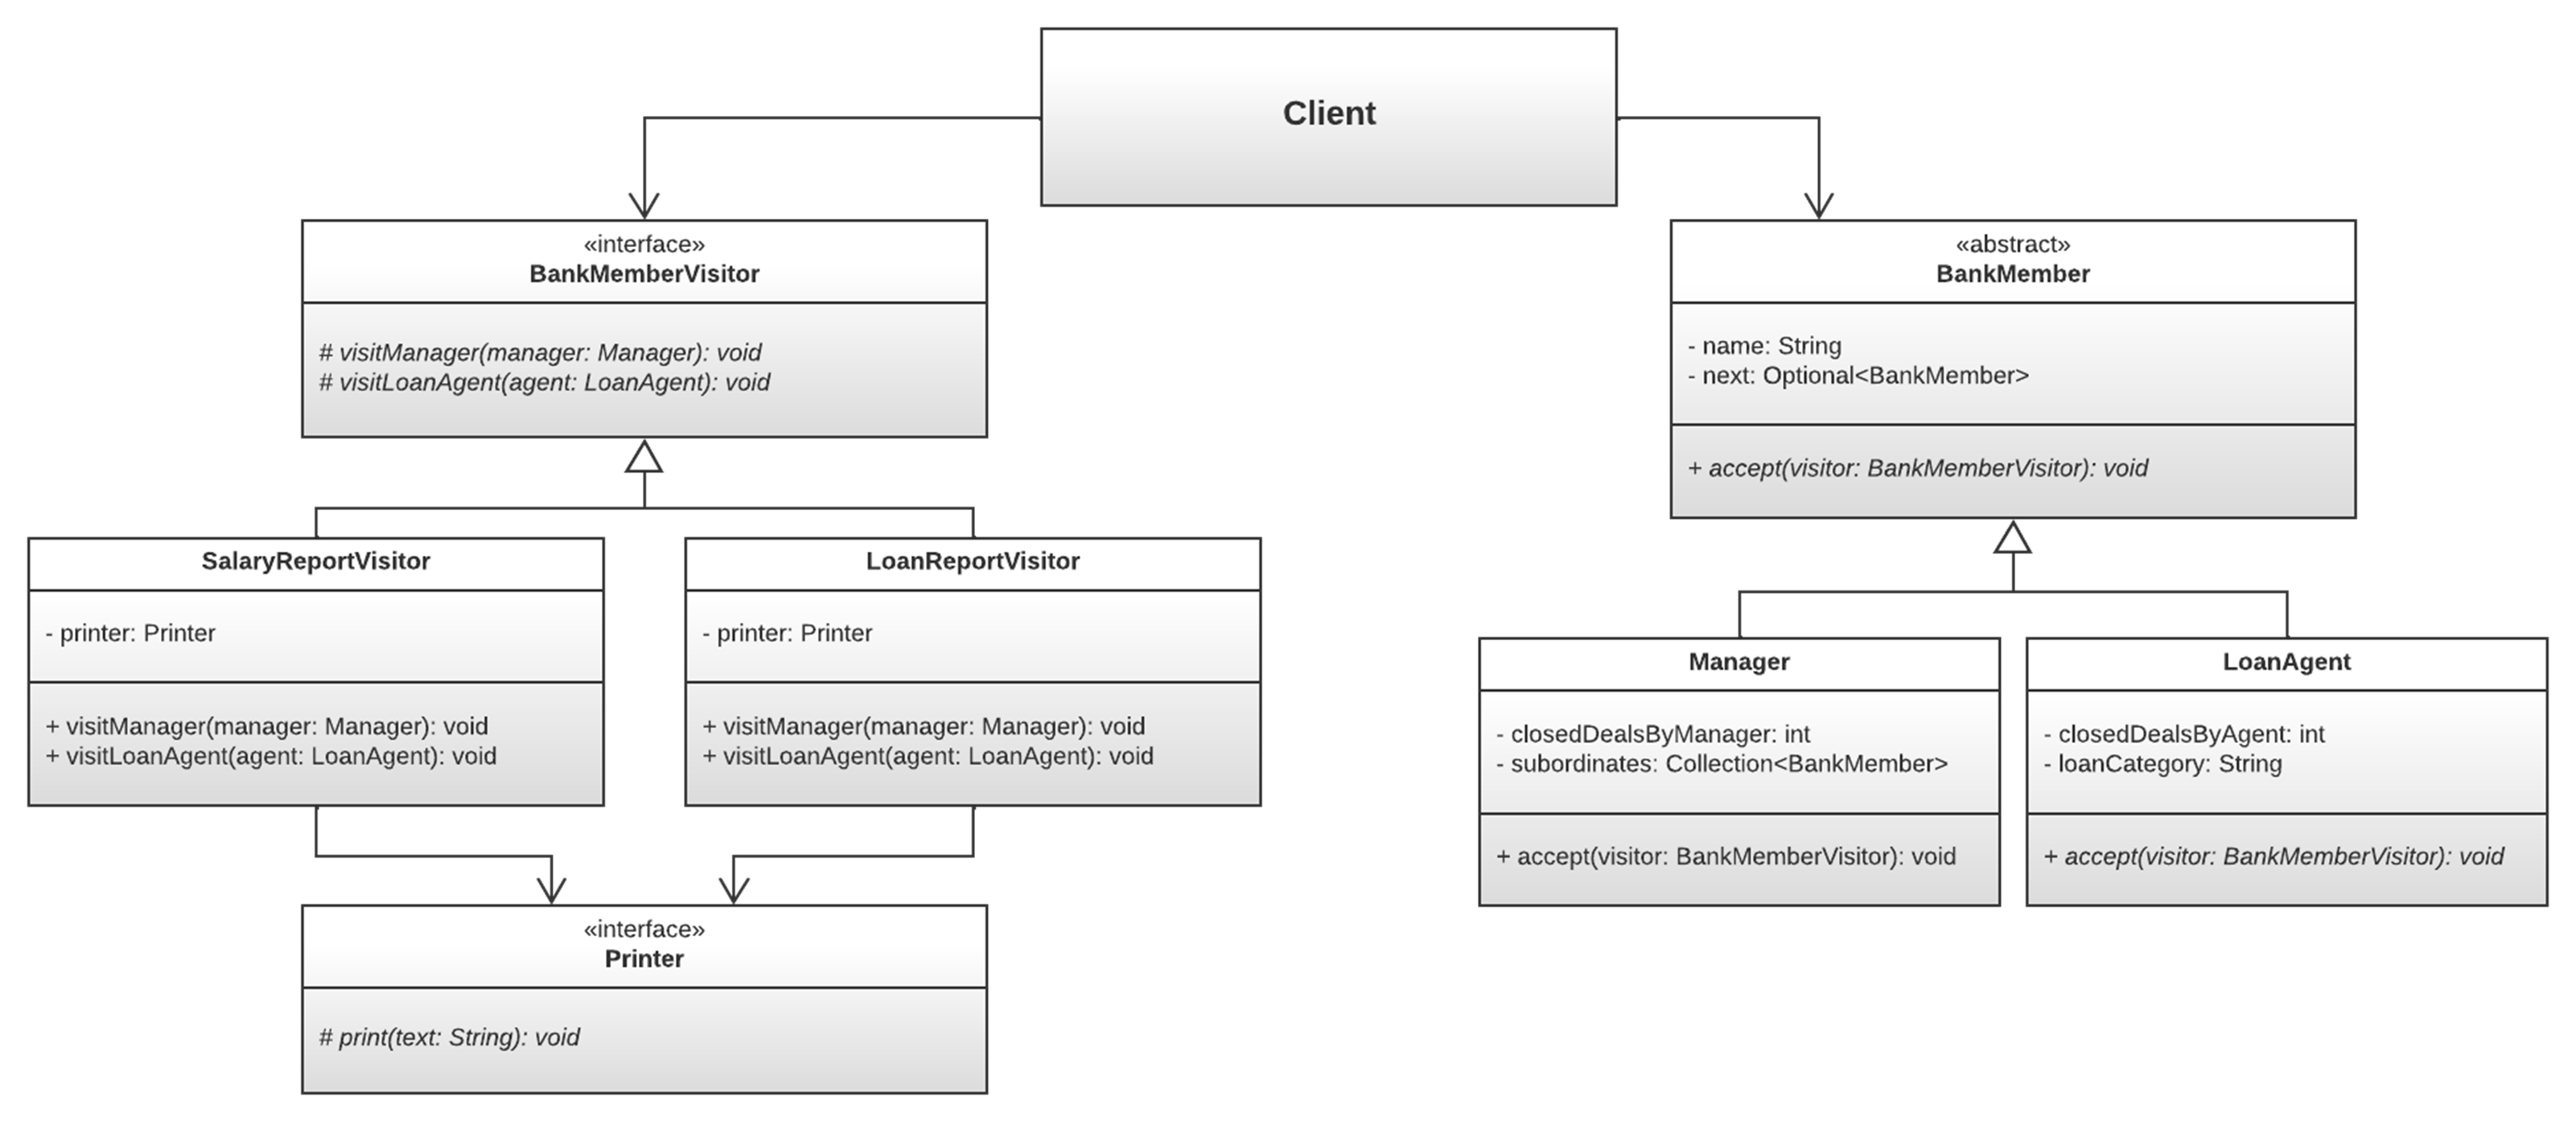 Client
«interface»
BankMemberVisitor
# visitManager(manager: Manager): void
# visitLoanAgent(agent: LoanAgent): void
«abstract»
BankMember
- name: String
- next: Optional<BankMember>
+ accept(visitor: BankMemberVisitor): void
SalaryReportVisitor
- printer: Printer
+ visitManager(manager: Manager): void
+ visitLoanAgent(agent: LoanAgent): void
LoanReportVisitor
- printer: Printer
+ visitManager(manager: Manager): void
+ visitLoanAgent(agent: LoanAgent): void
Manager
- closedDealsByManager: int
- subordinates: Collection<BankMember>
+ accept(visitor: BankMemberVisitor): void
LoanAgent
- closedDealsByAgent: int
- loanCategory: String
+ accept(visitor: BankMemberVisitor): void
«interface»
Printer
# print(text: String): void